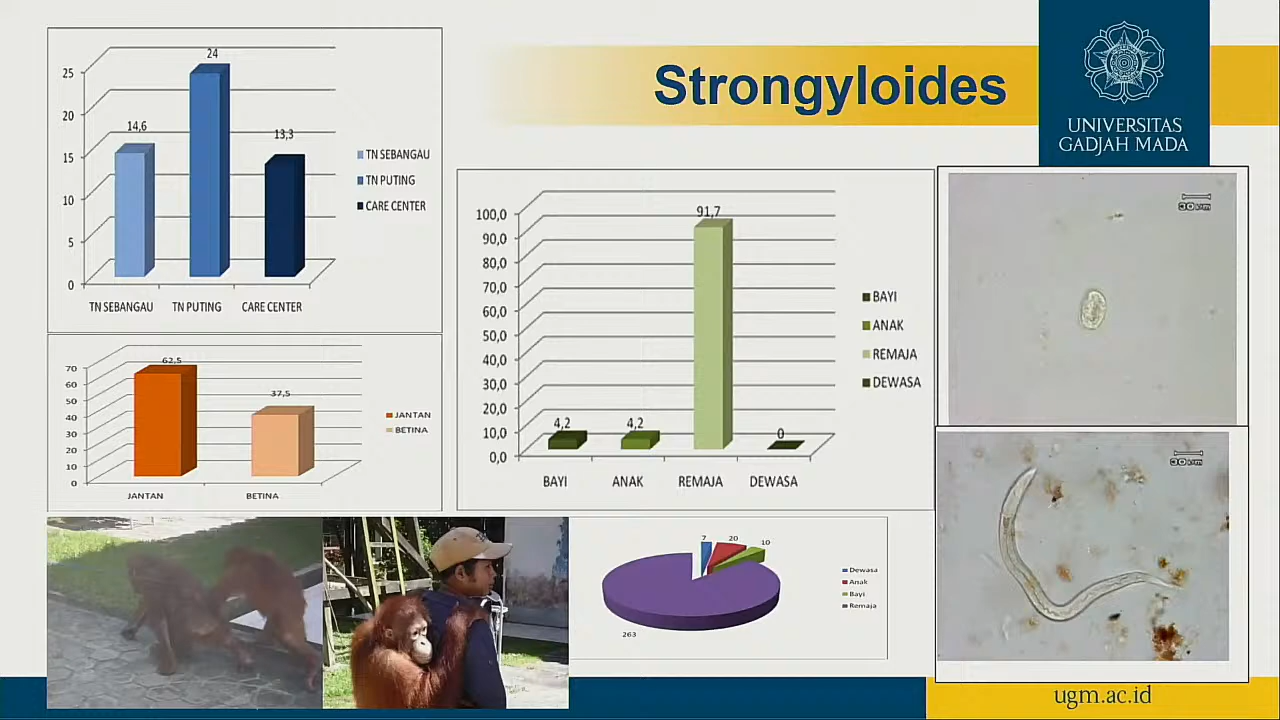 Strongyloides
UNIVERSITAS
GADJAH MADA
25
20
15
10
5
0
14,6
24
13,3
TN SEBANGAU
TN PUTING
CARE CENTER
TN SEBANGAU
TN PUTING
CARE CENTER
70
60
50
40
30
20
10
0
62,5
37,5
JANTAN
BETINA
JANTAN
BETINA
100,0
90,0
80,0
70,0
60,0
50,0
40,0
30,0
20,0
10,0
0,0
4,2
4,2
91,7
0
BAYI
ANAK
REMAJA
DEWASA
BAYI
ANAK
REMAJA
DEWASA
30 µm
30 µm
7
20
10
263
Dewasa
Anak
Bayi
Remaja
ugm.ac.id